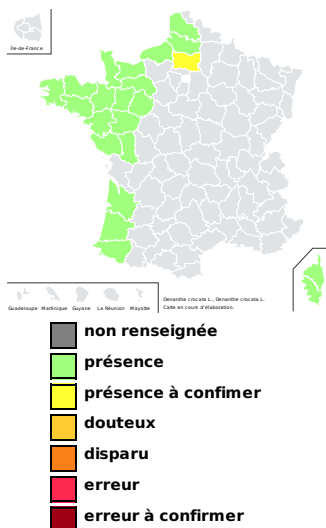 Île-de-France
Oenanthe crocata L., Oenanthe crocata L.
Carte en cours d'élaboration.
Guadeloupe Martinique Guyane La Réunion Mayotte
non renseignée
présence
présence à confimer
douteux
disparu
erreur
erreur à confirmer